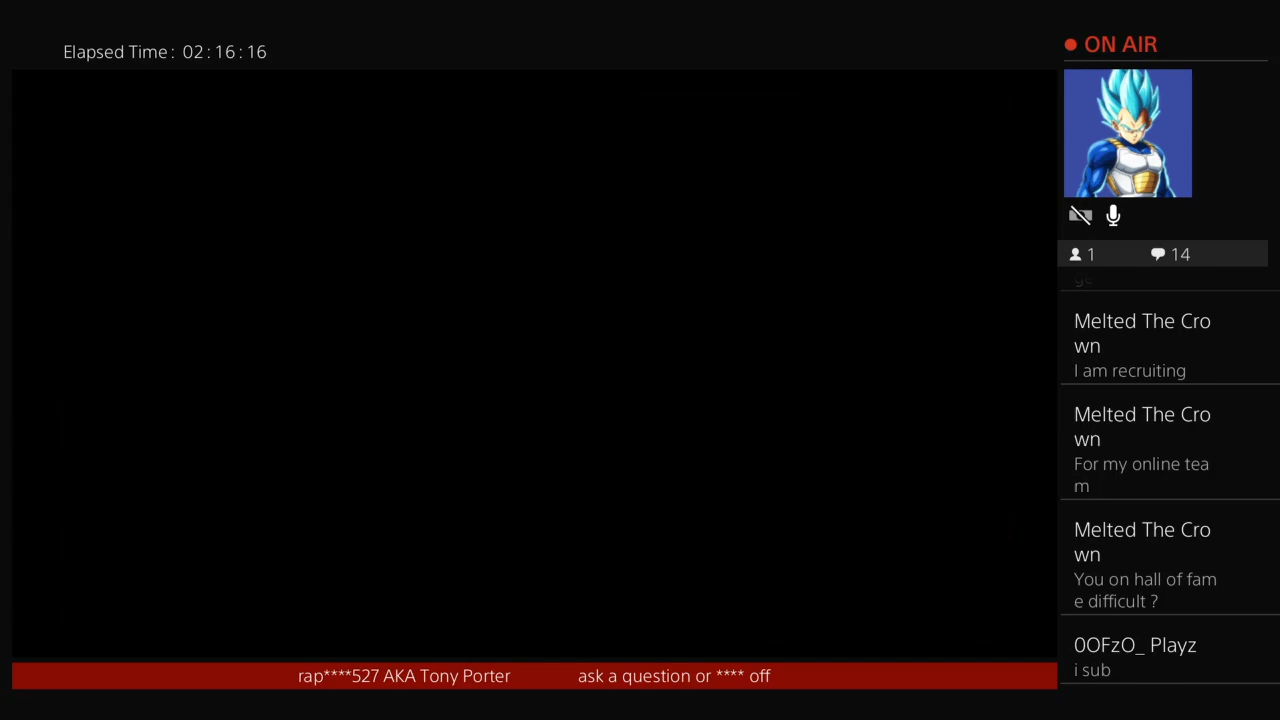 Elapsed Time: 02:16:16
ON AIR
1 14
Melted The Cro
wn
I am recruiting
Melted The Cro
wn
For my online tea
m
Melted The Cro
wn
You on hall of fam
e difficult ?
0OFzO_ Playz
i sub
rap****527 AKA Tony Porter ask a question or **** off